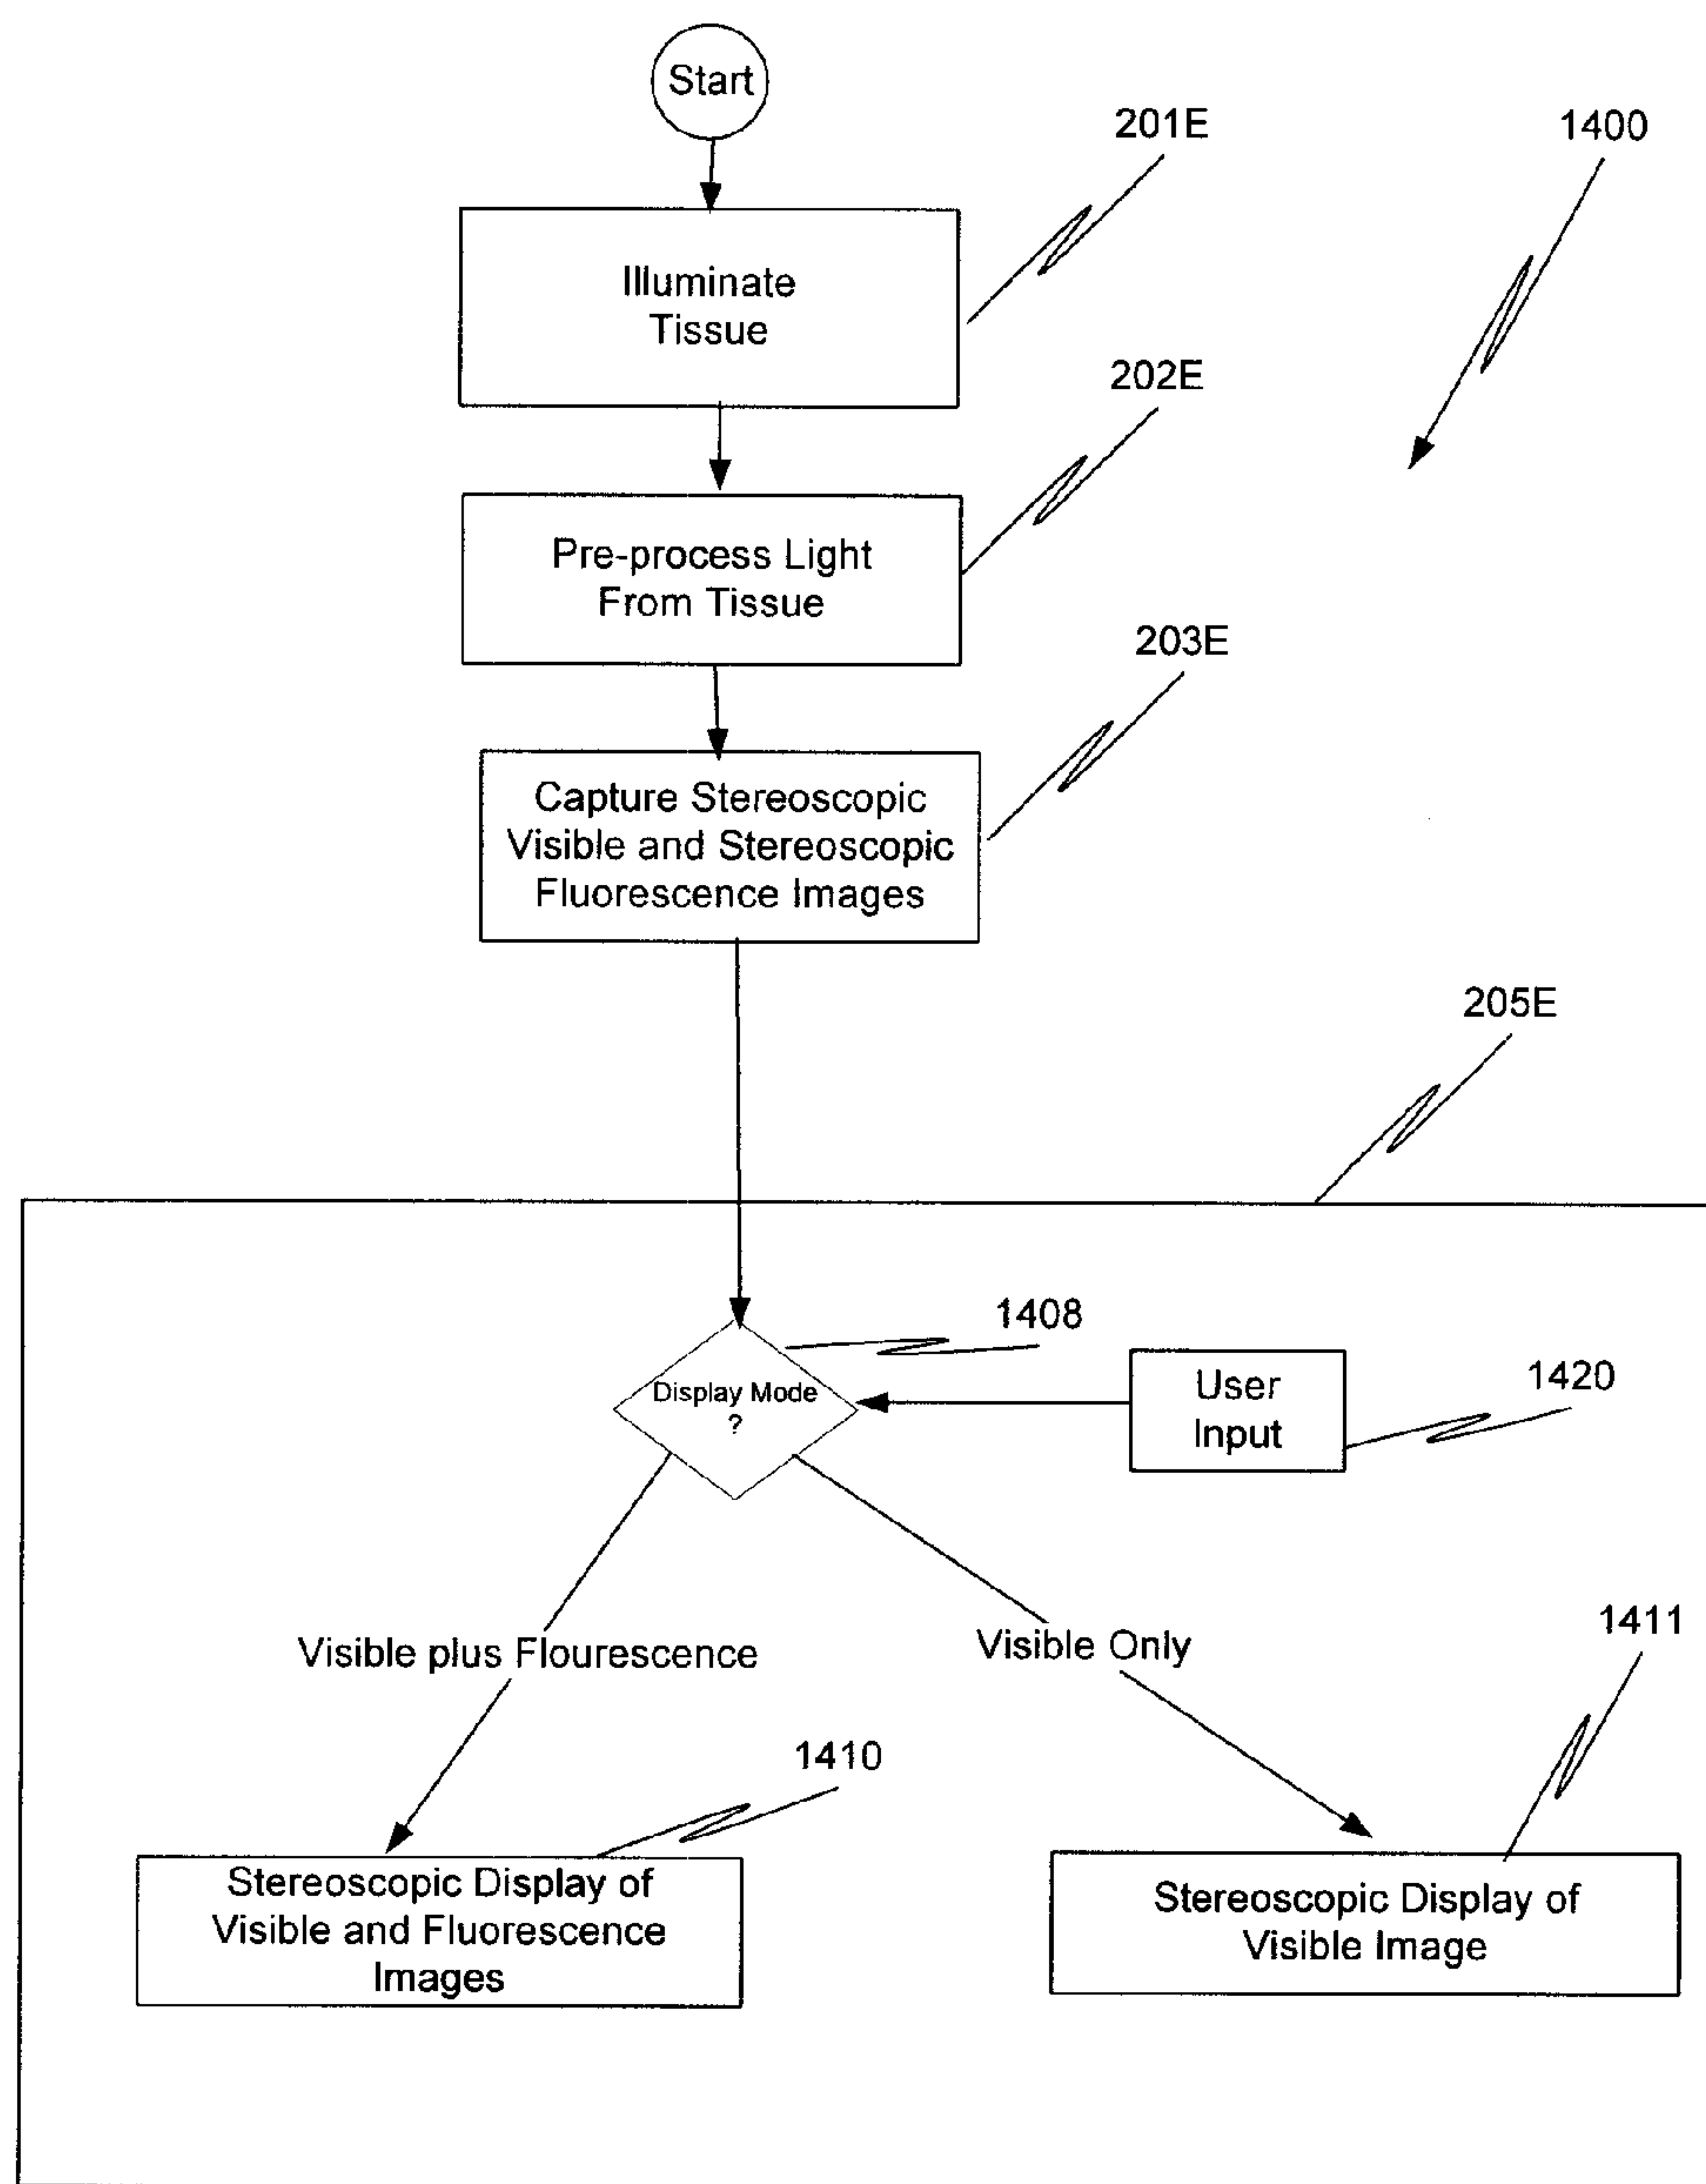 Start
201E
1400
Illuminate
Tissue
202E
Pre-process Light
From Tissue
203E
Capture Stereoscopic
Visible and Stereoscopic
Fluorescence Images
205E
1408
Display Mode
?
User
Input
1420
Visible plus Flourescence
Visible Only
1411
1410
Stereoscopic Display of
Visible and Fluorescence
Images
Stereoscopic Display of
Visible Image